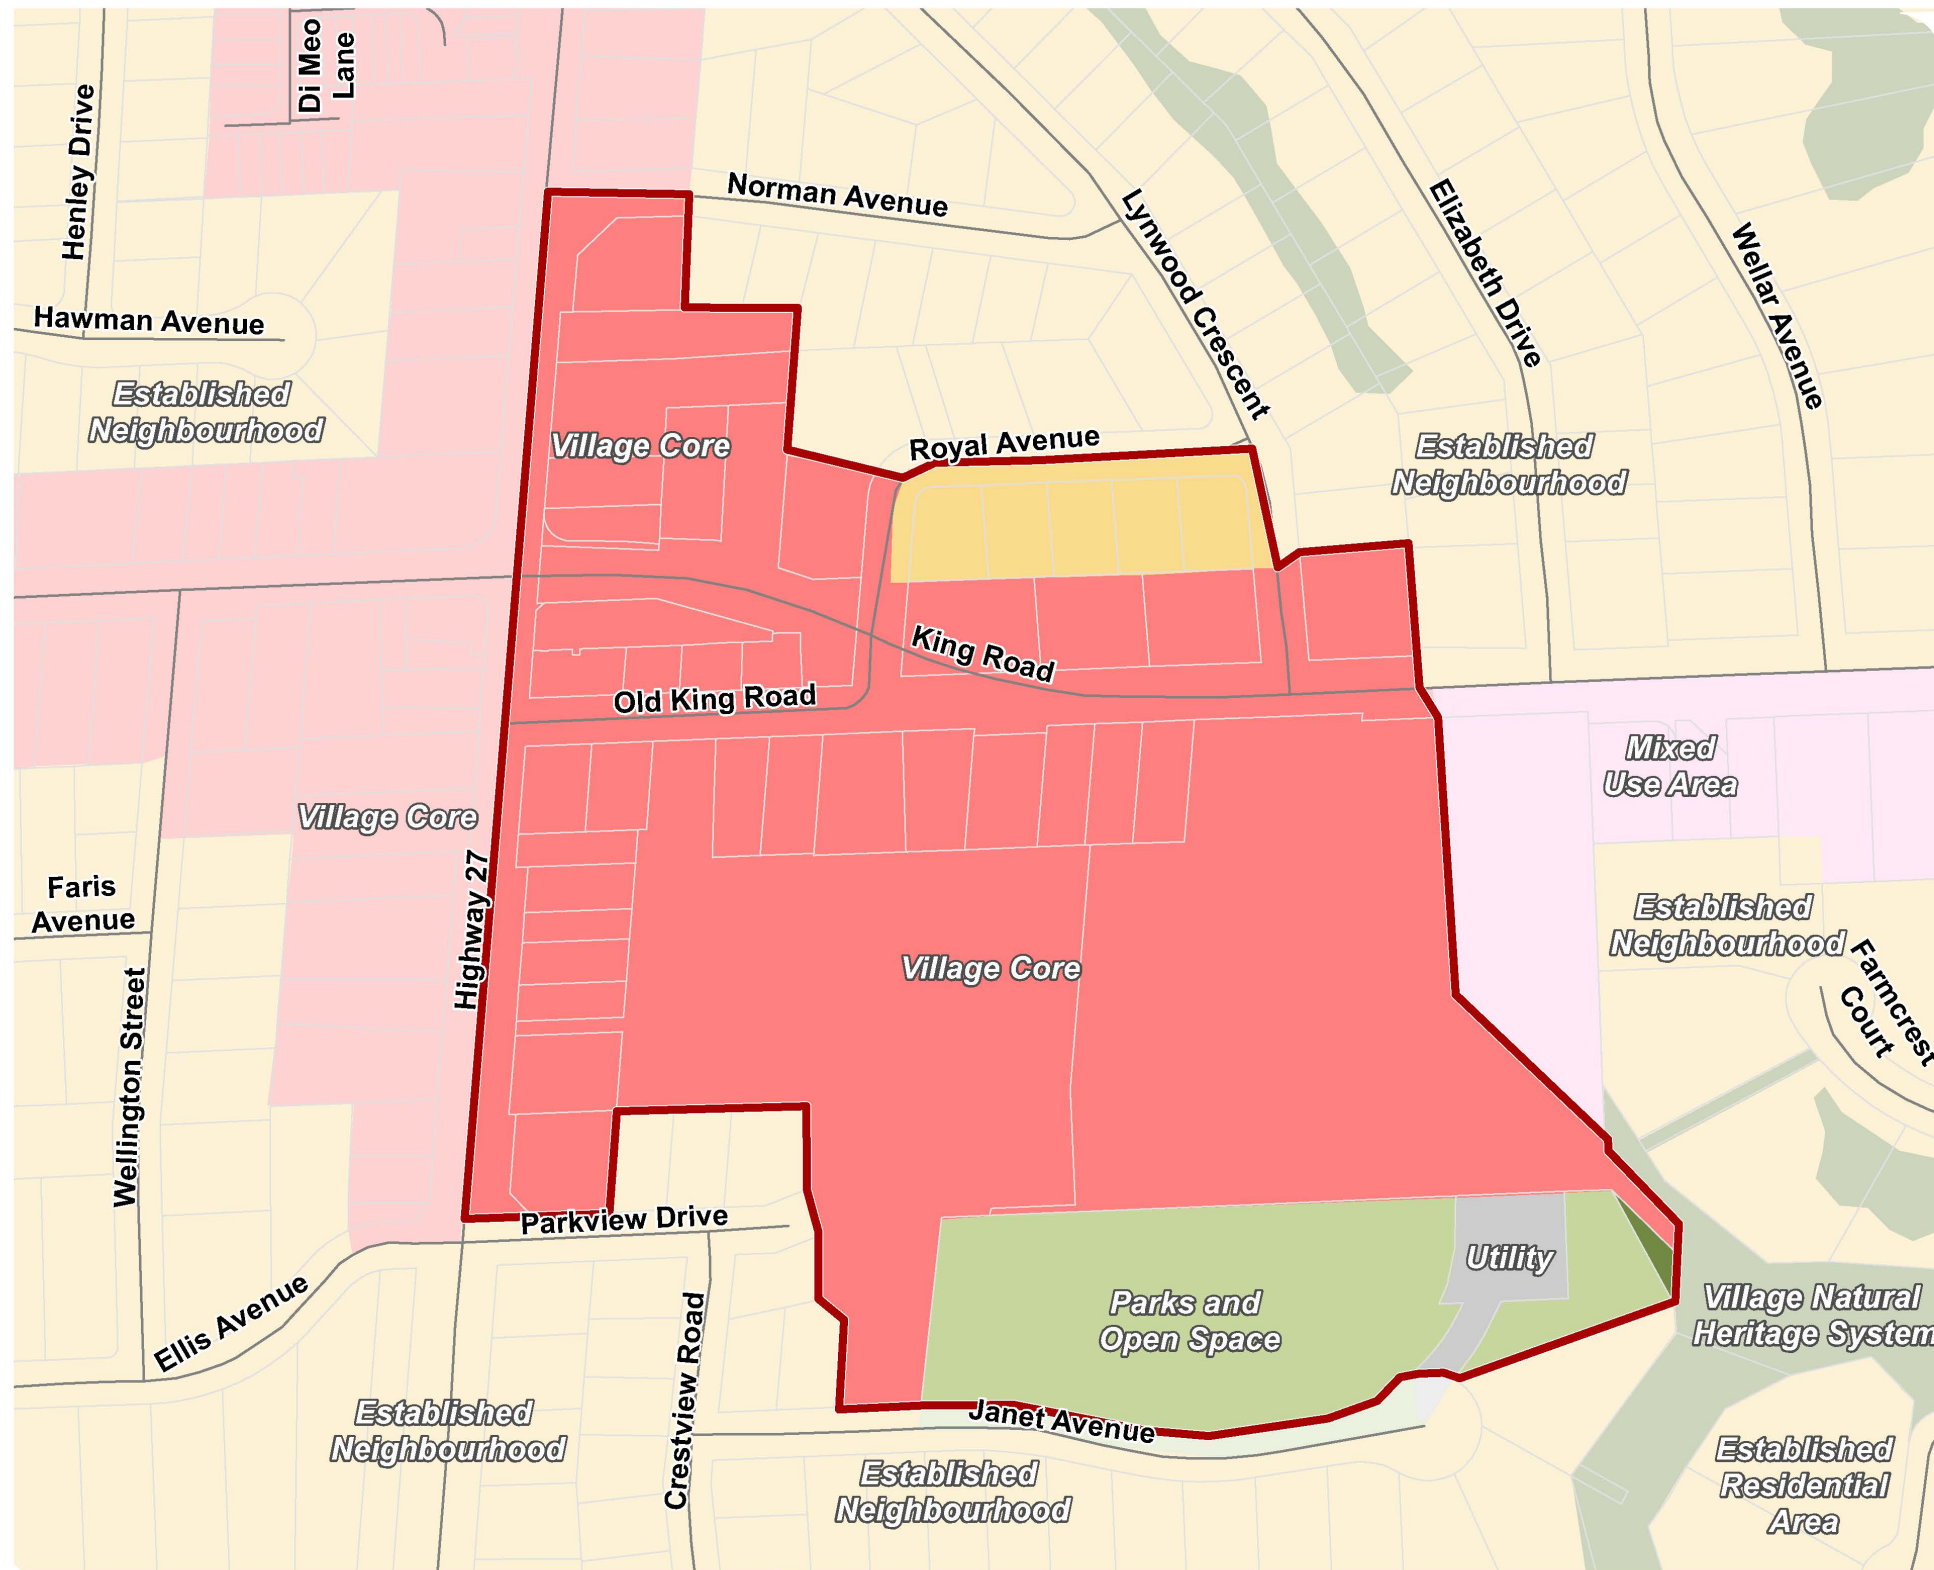 Di Meo
Lane
Henley Drive
Norman Avenue
Lynwood Crescent
Elizabeth Drive
Wellar Avenue
Hawman Avenue
Established
Neighbourhood
Village Core
Royal Avenue
Established
Neighbourhood
King Road
Old King Road
Mixed
Use Area
Village Core
Highway 27
Faris
Avenue
Established
Neighbourhood
Village Core
Farmcrest
Court
Wellington Street
Parkview Drive
Utility
Parks and
Open Space
Village Natural
Heritage System
Ellis Avenue
Crestview Road
Janet Avenue
Established
Neighbourhood
Established
Neighbourhood
Established
Residential
Area